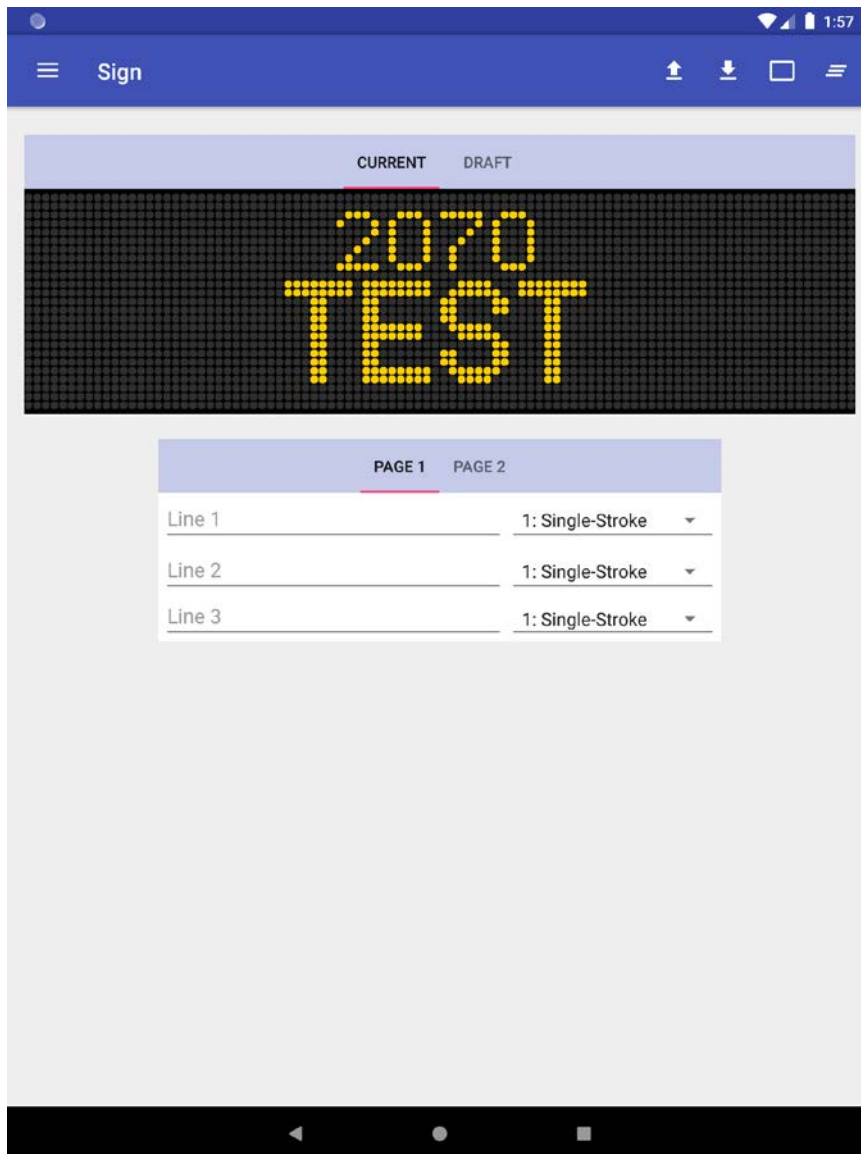 1:57
Sign
CURRENT DRAFT
2070
TEST
PAGE 1 PAGE 2
Line 1 1: Single-Stroke
Line 2 1: Single-Stroke
Line 3 1: Single-Stroke